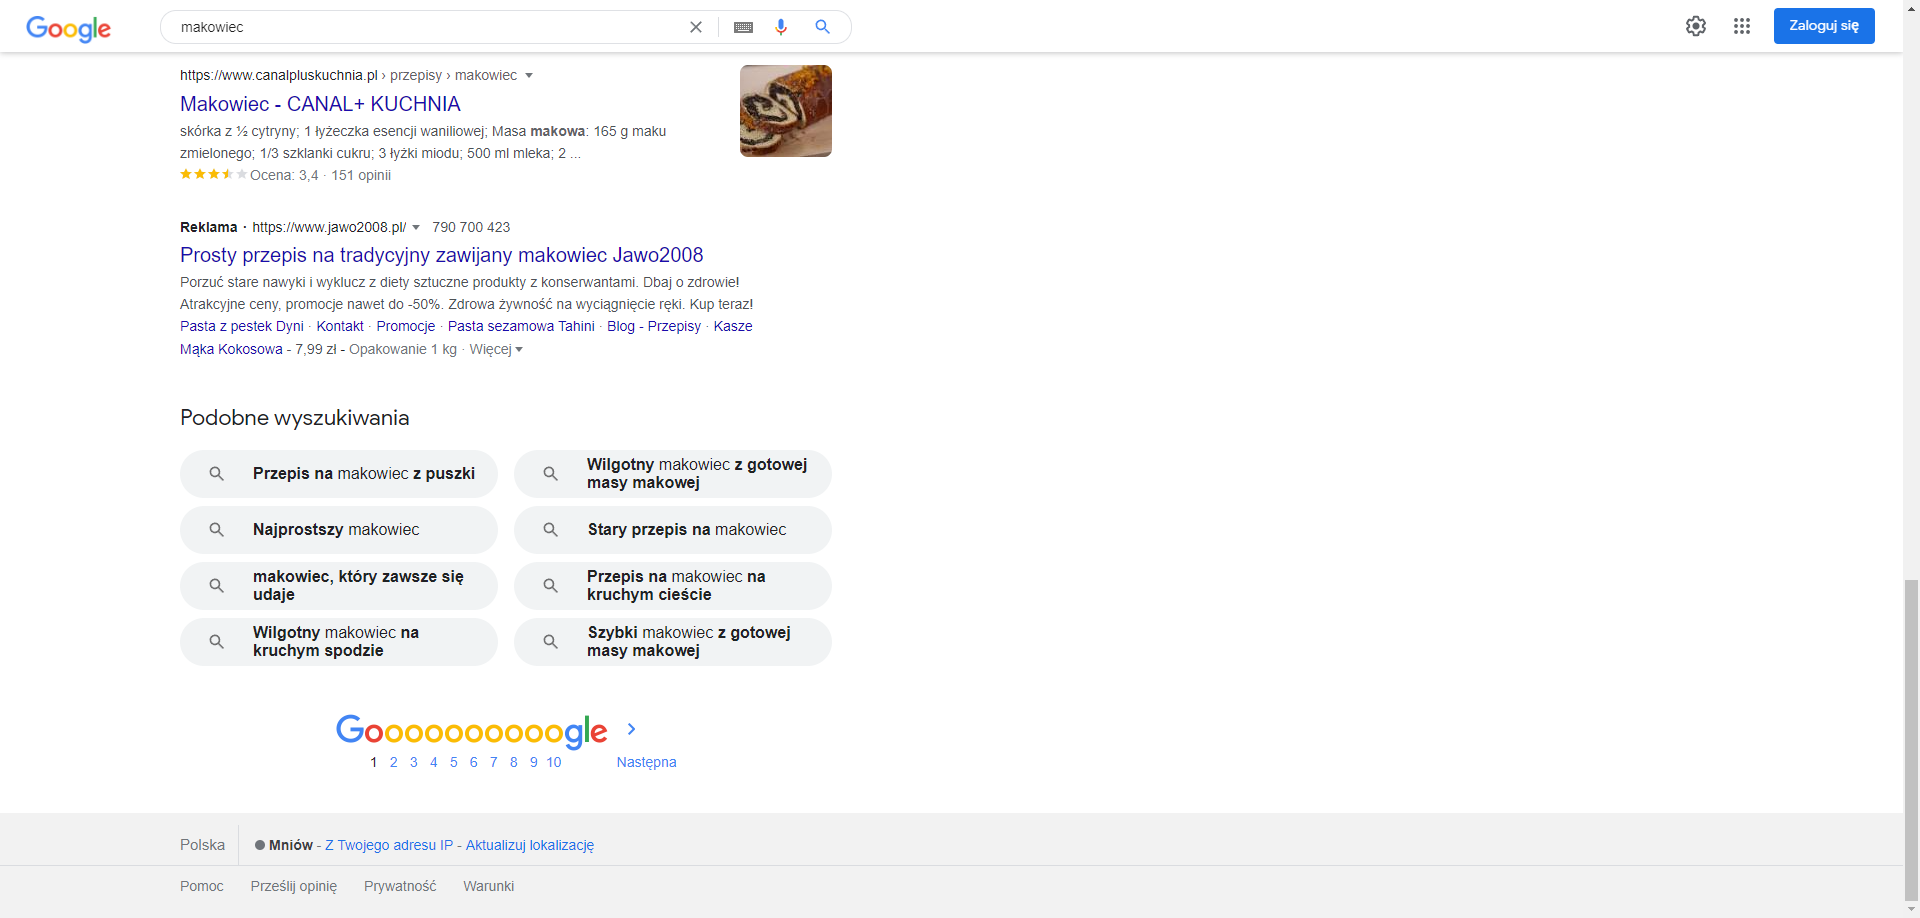 Google
makowiec
Zaloguj się
https://www.canalpluskuchnia.pl › przepisy › makowiec
Makowiec - CANAL+ KUCHNIA
skórka z ½ cytryny; 1 łyżeczka esencji waniliowej; Masa makowa: 165 g maku
zmielonego; 1/3 szklanki cukru; 3 łyżki miodu; 500 ml mleka; 2 ...
Ocena: 3,4 · 151 opinii
Reklama · https://www.jawo2008.pl/ 790 700 423
Prosty przepis na tradycyjny zawijany makowiec Jawo2008
Porzuć stare nawyki i wyklucz z diety sztuczne produkty z konserwantami. Dbaj o zdrowie!
Atrakcyjne ceny, promocje nawet do -50%. Zdrowa żywność na wyciągnięcie ręki. Kup teraz!
Pasta z pestek Dyni · Kontakt · Promocje · Pasta sezamowa Tahini · Blog - Przepisy · Kasze
Mąka Kokosowa - 7,99 zł - Opakowanie 1 kg · Więcej
Podobne wyszukiwania
Przepis na makowiec z puszki
Wilgotny makowiec z gotowej
masy makowej
Najprostszy makowiec
Stary przepis na makowiec
makowiec, który zawsze się
udaje
Przepis na makowiec na
kruchym cieście
Wilgotny makowiec na
kruchym spodzie
Szybki makowiec z gotowej
masy makowej
Goooooooooogle
1 2 3 4 5 6 7 8 9 10 Następna
Polska
Mniów - Z Twojego adresu IP - Aktualizuj lokalizację
Pomoc Prześlij opinię Prywatność Warunki